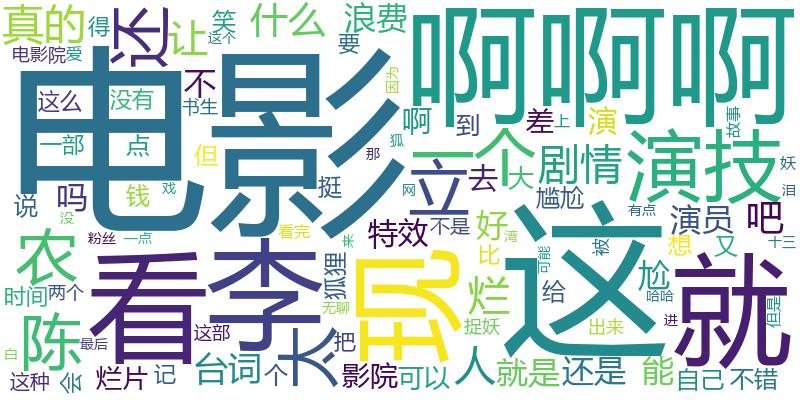 真的
还
得
笑
这个
什么
浪费
啊啊啊
电影院
爱
让
要
电影
不
因为
这么
没有
书生
啊
到
差
上
演
故事
一部
点
但
那
狐
一个
演技
说
吗
钱
戏
挺
网
立
去
剧情
大
尴尬
妖
泪
没
粉丝
一点
看完
来
特效
不是
好
比
湾
这
可能
被
有点
演员
想
又
吧
十三
农
看
李
狐狸
无聊
现
烂
捉妖
给
尬
哈哈
出来
进
就
但是
时间
两个
陈
最后
这部
太
把
白
这种
会
烂片
记
台词
个
影院
可以
人
就是
还是
能
自己
不错